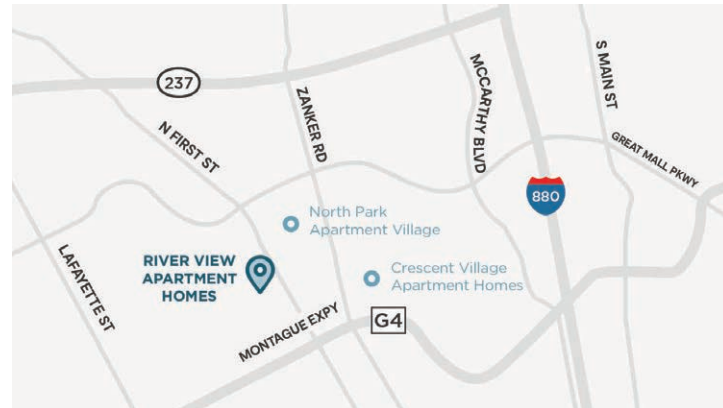 237
N FIRST ST
ZANKER RD
MCCARTHY BLVD
S MAIN ST
GREAT MALL PKWY
880
North Park
Apartment Village
LAFAYETTE ST
RIVER VIEW
APARTMENT
HOMES
Crescent Village
Apartment Homes
MONTAGUE EXPY
G4